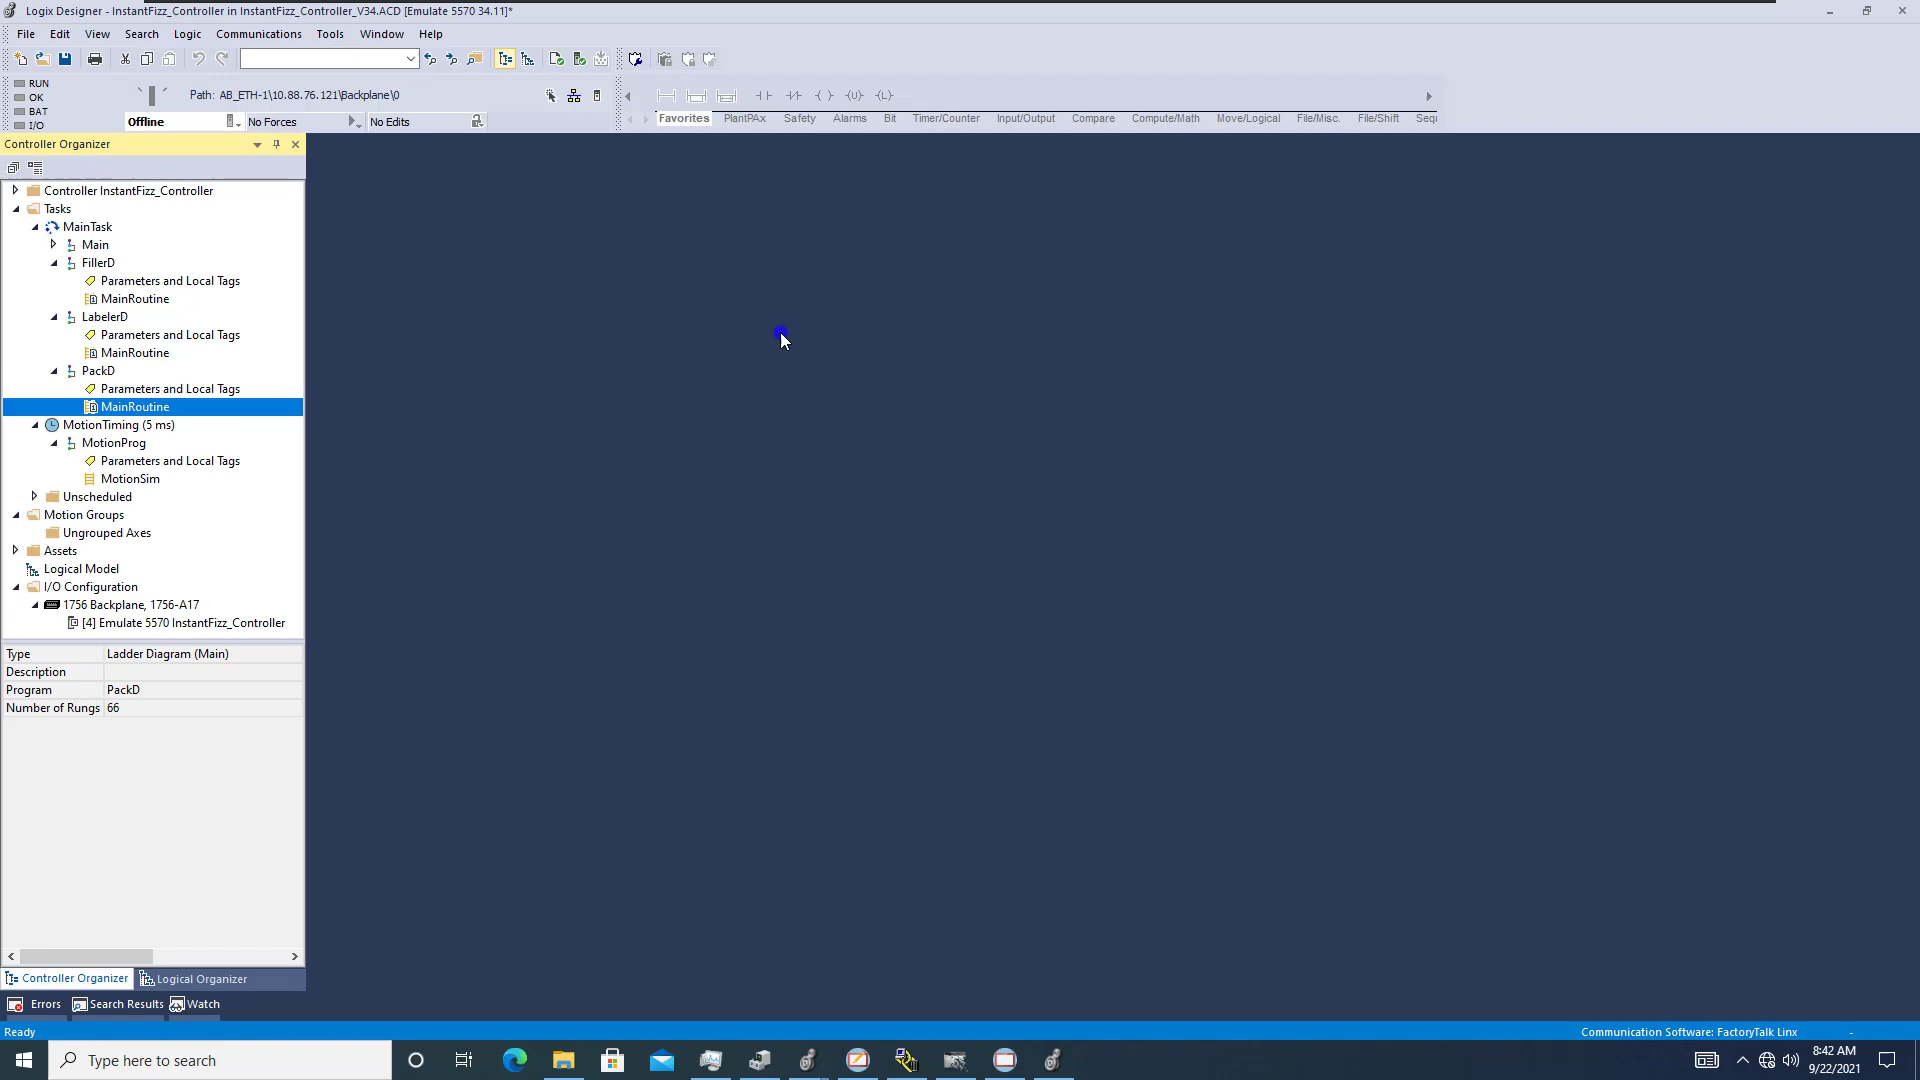 Logix Designer - InstantFizz_Controller in InstantFizz_Controller_V34.ACD [Emulate 5570 34.11]*
File Edit View Search Logic Communications Tools Window Help
RUN
OK
BAT
I/O
Path: AB_ETH-1\10.88.76.121\Backplane\0
Offline No Forces No Edits
Favorites PlantPAx Safety Alarms Bit Timer/Counter Input/Output Compare Compute/Math Move/Logical File/Misc. File/Shift Sequ
Controller Organizer
Controller InstantFizz_Controller
Tasks
MainTask
Main
FillerD
Parameters and Local Tags
MainRoutine
LabelerD
Parameters and Local Tags
MainRoutine
PackD
Parameters and Local Tags
MainRoutine
MotionTiming (5 ms)
MotionProg
Parameters and Local Tags
MotionSim
Unscheduled
Motion Groups
Ungrouped Axes
Assets
Logical Model
I/O Configuration
1756 Backplane, 1756-A17
[4] Emulate 5570 InstantFizz_Controller
Type Ladder Diagram (Main)
Description
Program PackD
Number of Rungs 66
Controller Organizer Logical Organizer
Errors Search Results Watch
Ready Communication Software: FactoryTalk Linx -
Type here to search
8:42 AM
9/22/2021